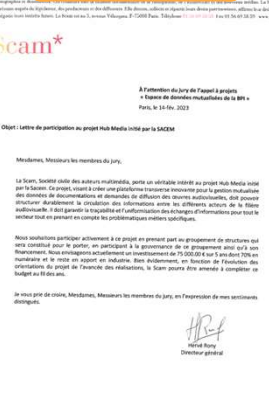 Scam*
À l'attention du jury de l'appel à projets
« Espace de données mutualisées de la BPI »
Paris, le 14-fév. 2023
Objet : Lettre de participation au projet Hub Media initié par la SACEM
Mesdames, Messieurs les membres du jury,
La Scam, Société civile des auteurs multimédia, porte un véritable intérêt au projet Hub Media initié
par la Sacem. Ce projet, visant à créer une plateforme transverse innovante pour la gestion mutualisée
des données de documentations et demandes de diffusion des œuvres audiovisuelles, doit pouvoir
structurer durablement la circulation des informations entre les différents acteurs de la filière
audiovisuelle. Il doit garantir la traçabilité et l'uniformisation des échanges d'informations pour tout le
secteur tout en prenant en compte les problématiques métiers spécifiques.
Nous souhaitons participer activement à ce projet en prenant part au groupement de structures qui
sera constitué pour le porter, en participant à la gouvernance de ce groupement ainsi qu'à son
financement. Nous envisageons actuellement un investissement de 75 000.00 € sur 5 ans dont 70% en
numéraire et le reste en apport en industrie. Bien évidemment, en fonction de l'évolution des
orientations du projet de l'avancée des réalisations, la Scam pourra être amenée à compléter ce
budget au fil des ans.
Je vous prie de croire, Mesdames, Messieurs les membres du jury, en l'expression de mes sentiments
distingués.
Hervé Rony
Directeur général